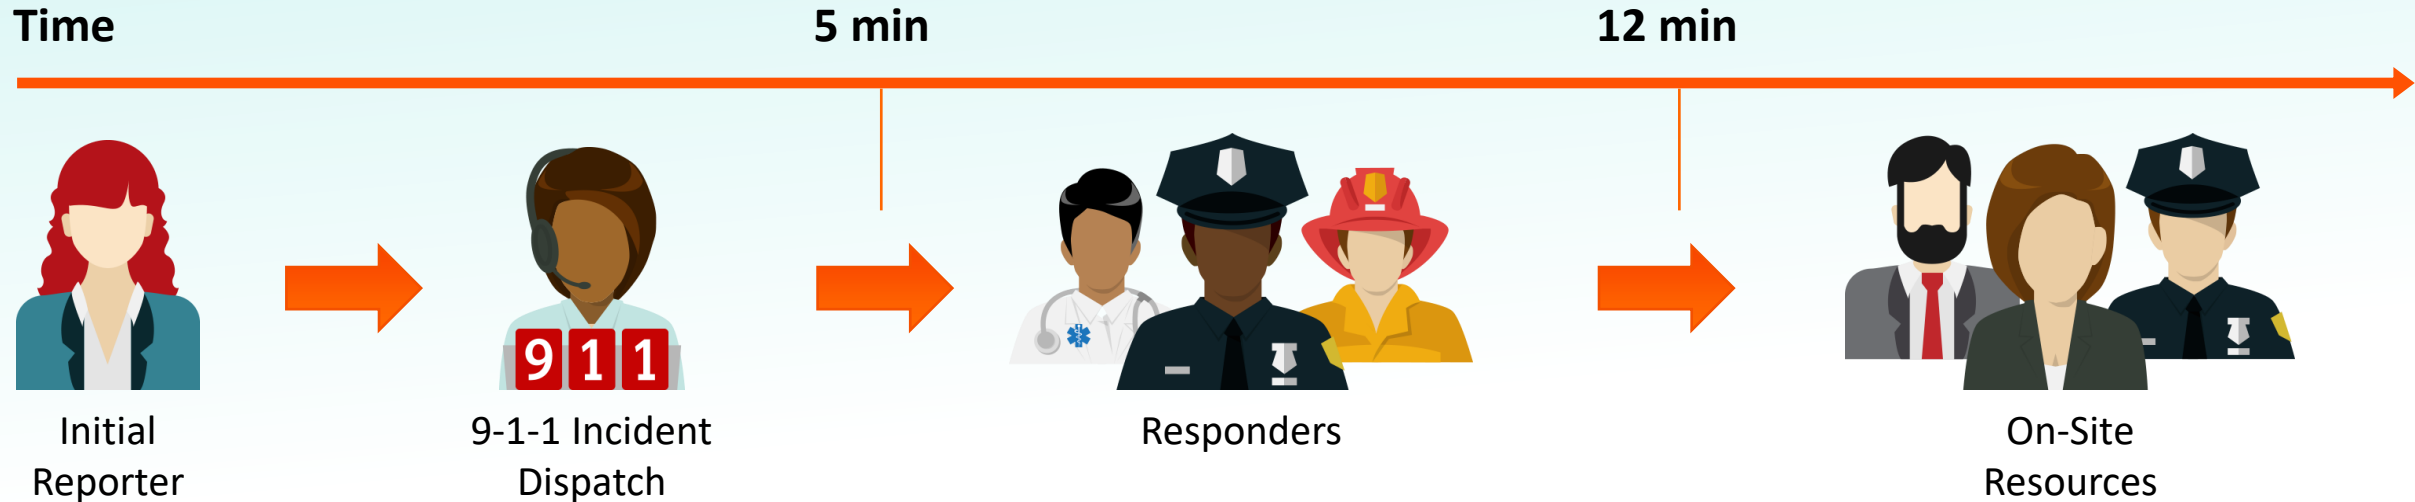 Time
5 min
12 min
9 1 1
Initial
Reporter
9-1-1 Incident
Dispatch
Responders
On-Site
Resources